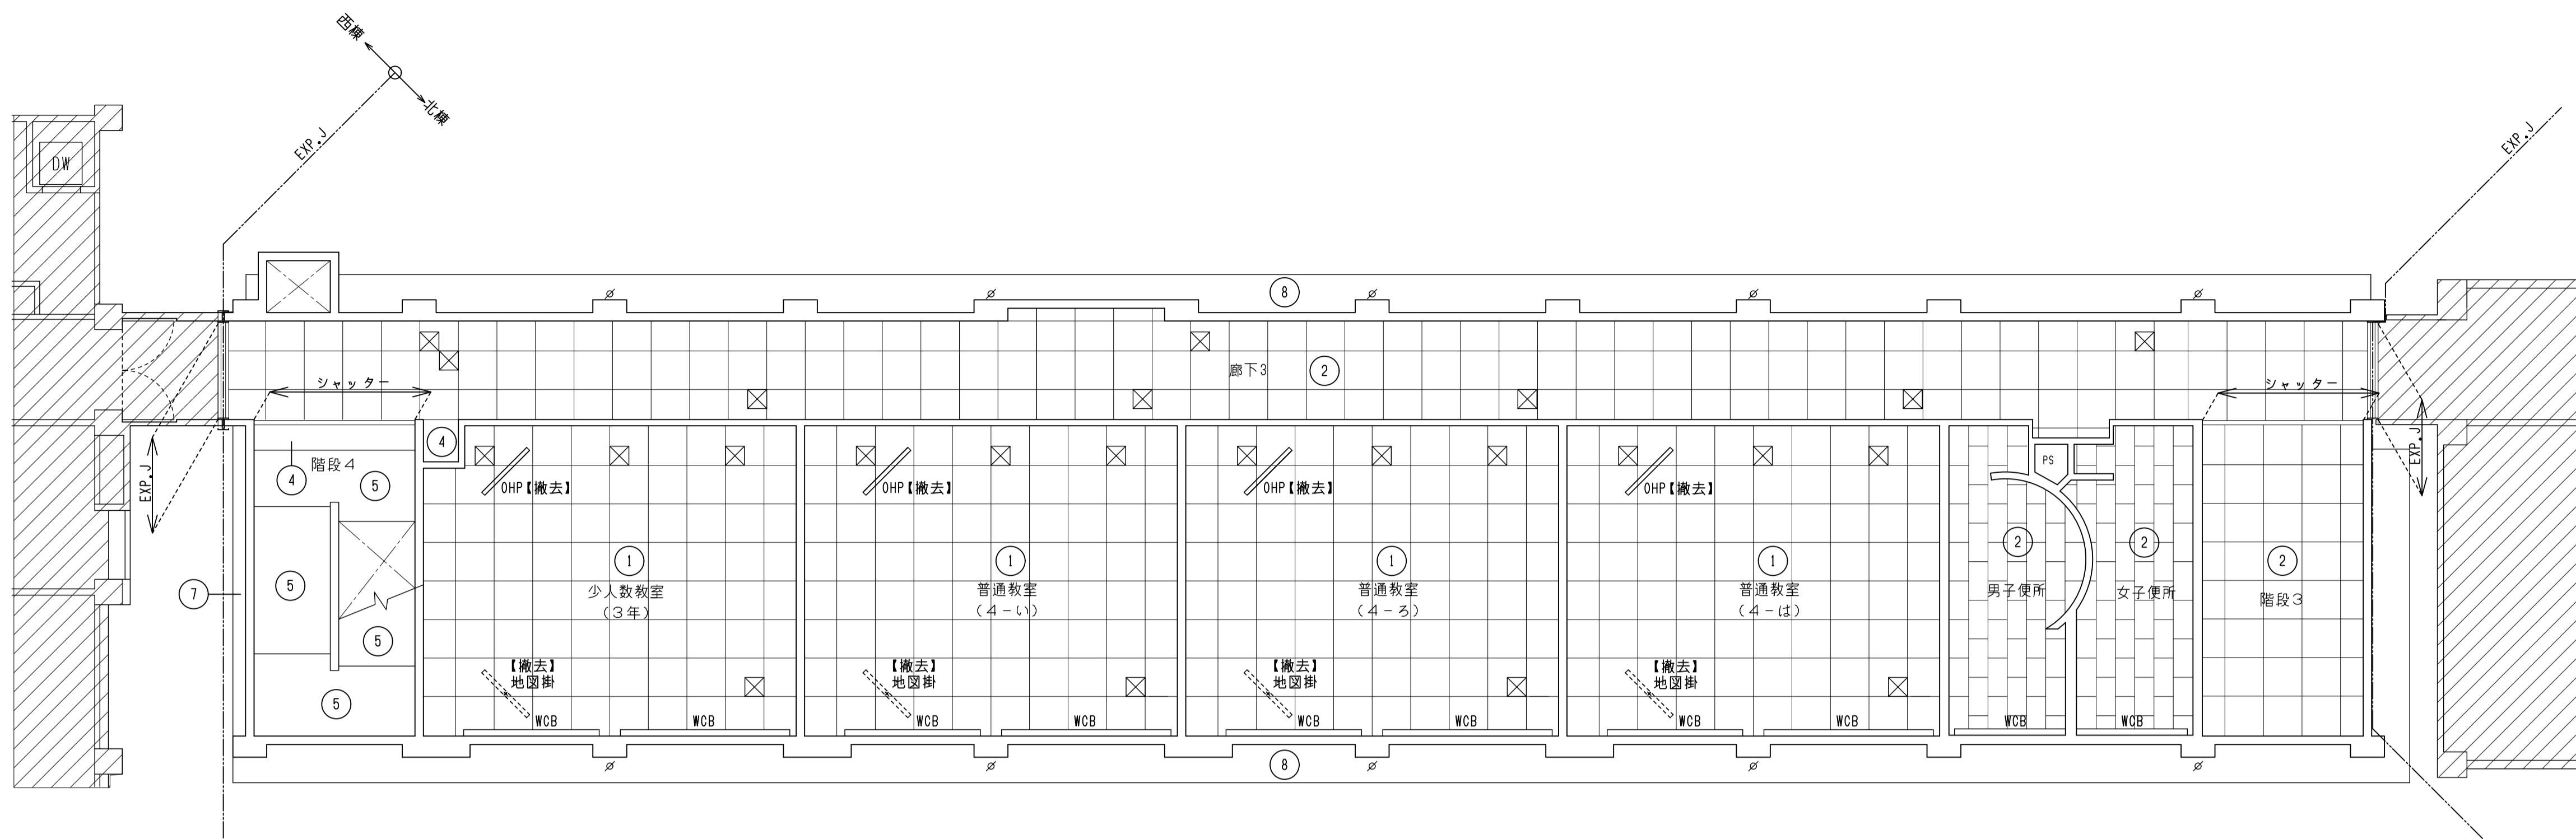 西棟
北棟
EXP.J
EXP.J
DW
8
廊下3
2
シャッター
シャッター
4
階段4
4
5
5
5
5
7
EXP.J
EXP.J
OHP【撤去】
OHP【撤去】
OHP【撤去】
OHP【撤去】
PS
1
少人数教室
(3年)
1
普通教室
(4-い)
1
普通教室
(4-ろ)
1
普通教室
(4-は)
2
男子便所
2
女子便所
2
階段3
【撤去】
地図掛
【撤去】
地図掛
【撤去】
地図掛
【撤去】
地図掛
WCB
WCB
WCB
WCB
WCB
WCB
WCB
WCB
WCB
WCB
8